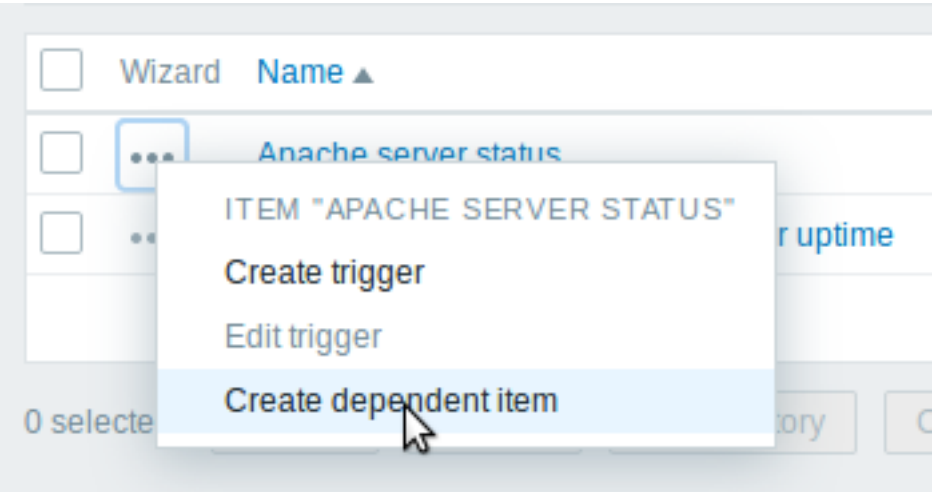 Wizard Name ▲
Apache server status
ITEM "APACHE SERVER STATUS"
r uptime
Create trigger
Edit trigger
Create dependent item
0 selecte
tory